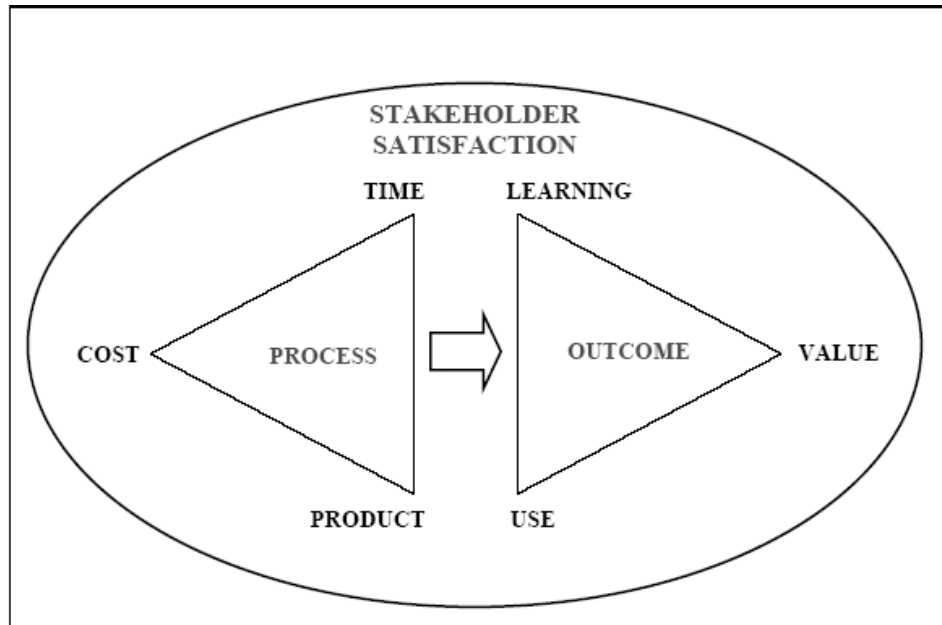 STAKEHOLDER
SATISFACTION
TIME
LEARNING
COST
PROCESS
OUTCOME
VALUE
PRODUCT
USE